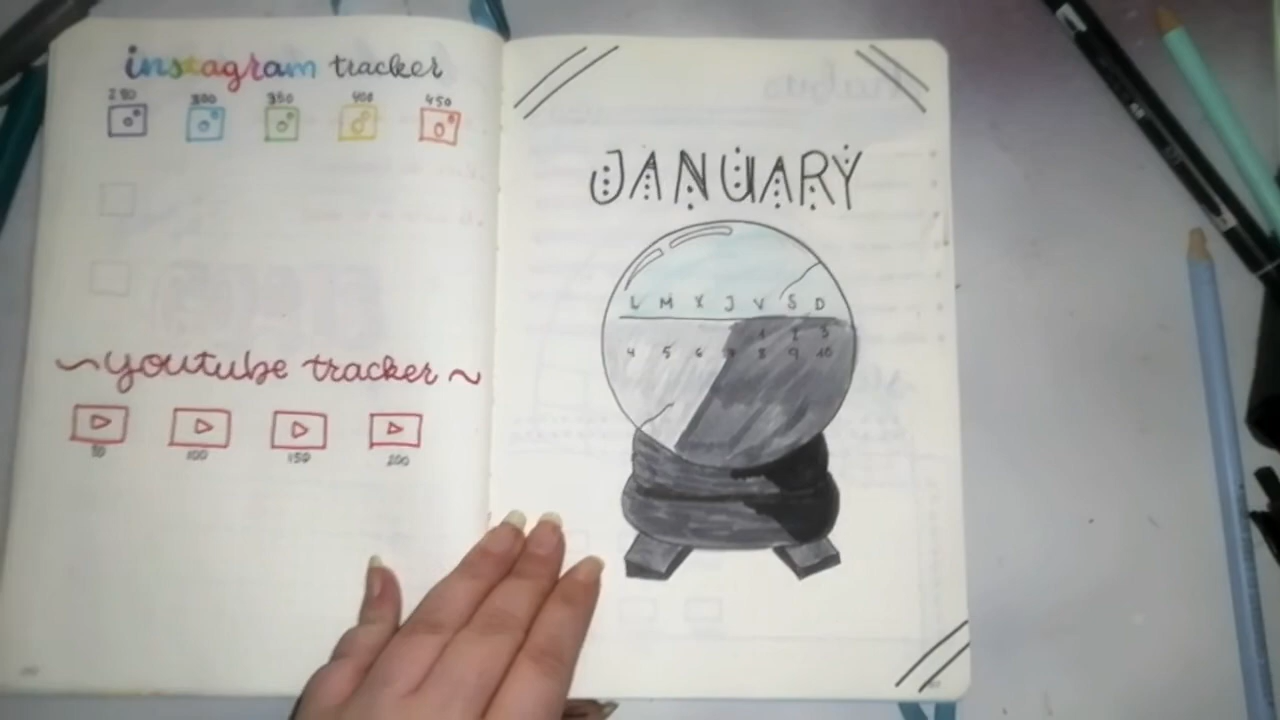 instagram tracker
250 300 350 400 450
~youtube tracker~
50 100 150 200
JANUARY
L M X J V S D
1 2 3
4 5 6 7 8 9 10